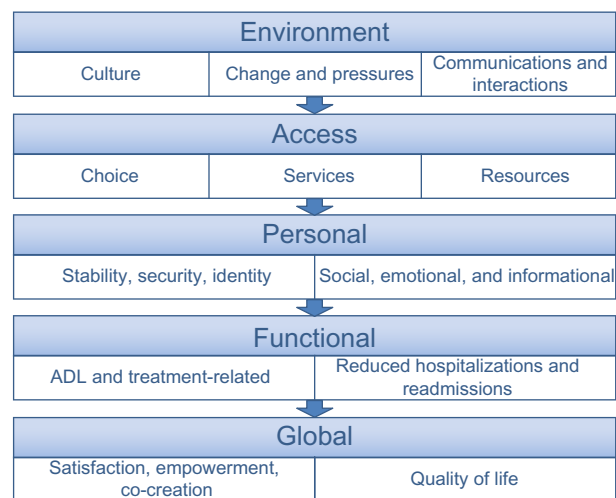 Environment
Culture
Change and pressures
Communications and
interactions
Access
Choice
Services
Resources
Personal
Stability, security, identity
Social, emotional, and informational
Functional
ADL and treatment-related
Reduced hospitalizations and
readmissions
Global
Satisfaction, empowerment,
co-creation
Quality of life